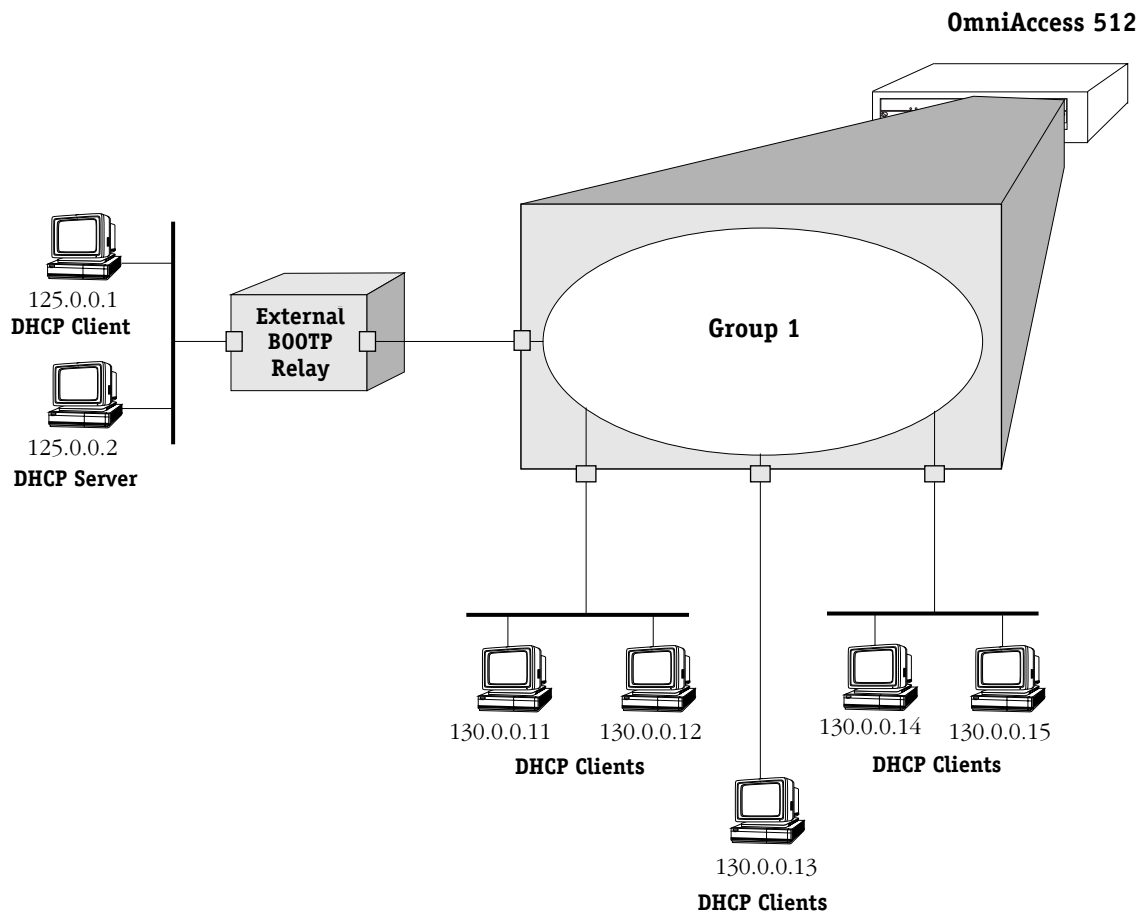 OmniAccess 512
125.0.0.1
DHCP Client
External
BOOTP
Relay
Group 1
125.0.0.2
DHCP Server
130.0.0.11
130.0.0.12
DHCP Clients
130.0.0.14
130.0.0.15
DHCP Clients
130.0.0.13
DHCP Clients